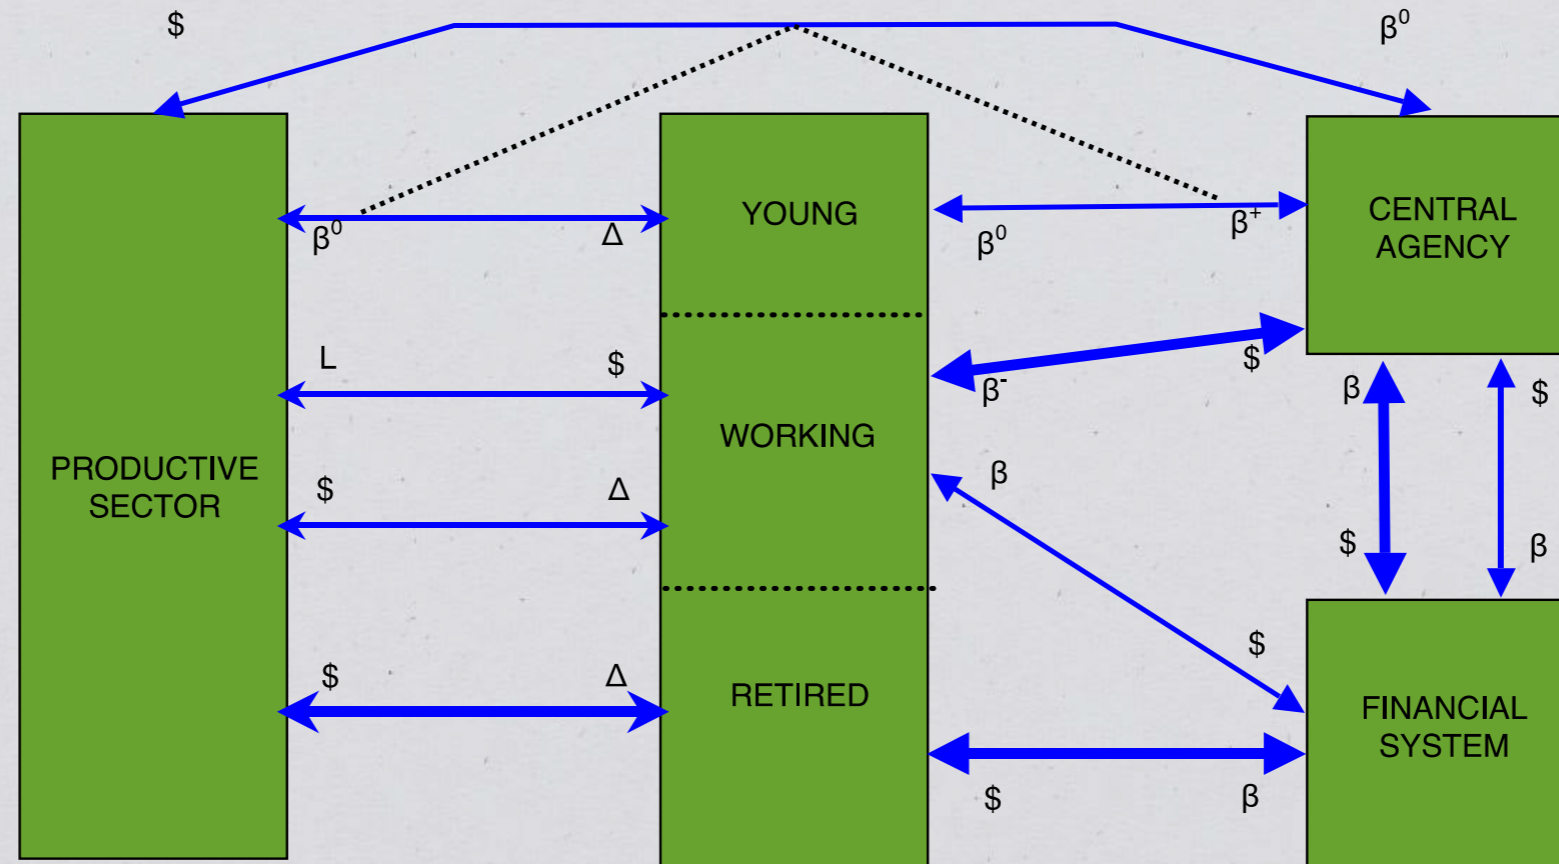 $
β⁰
YOUNG
CENTRAL
AGENCY
β⁰
Δ
β⁰
β⁺
L
$
β⁻
$
WORKING
β
$
PRODUCTIVE
SECTOR
$
Δ
β
$
β
$
Δ
RETIRED
$
FINANCIAL
SYSTEM
$
β